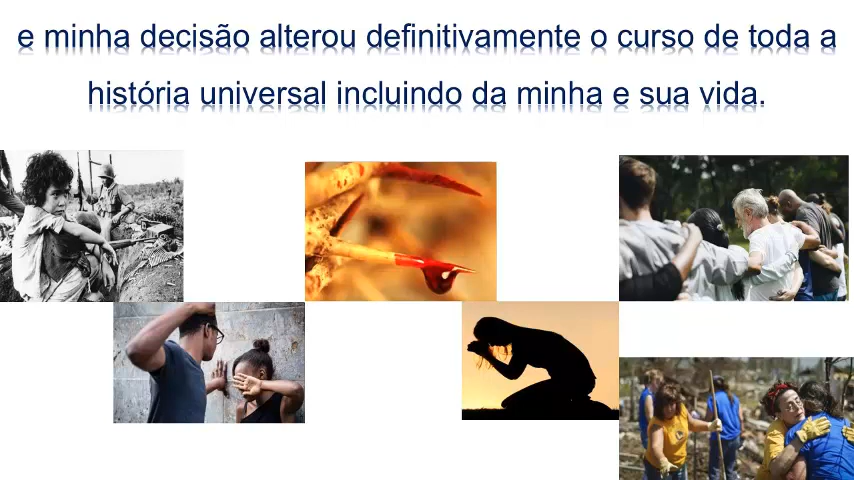 e minha decisão alterou definitivamente o curso de toda a
história universal incluindo da minha e sua vida.